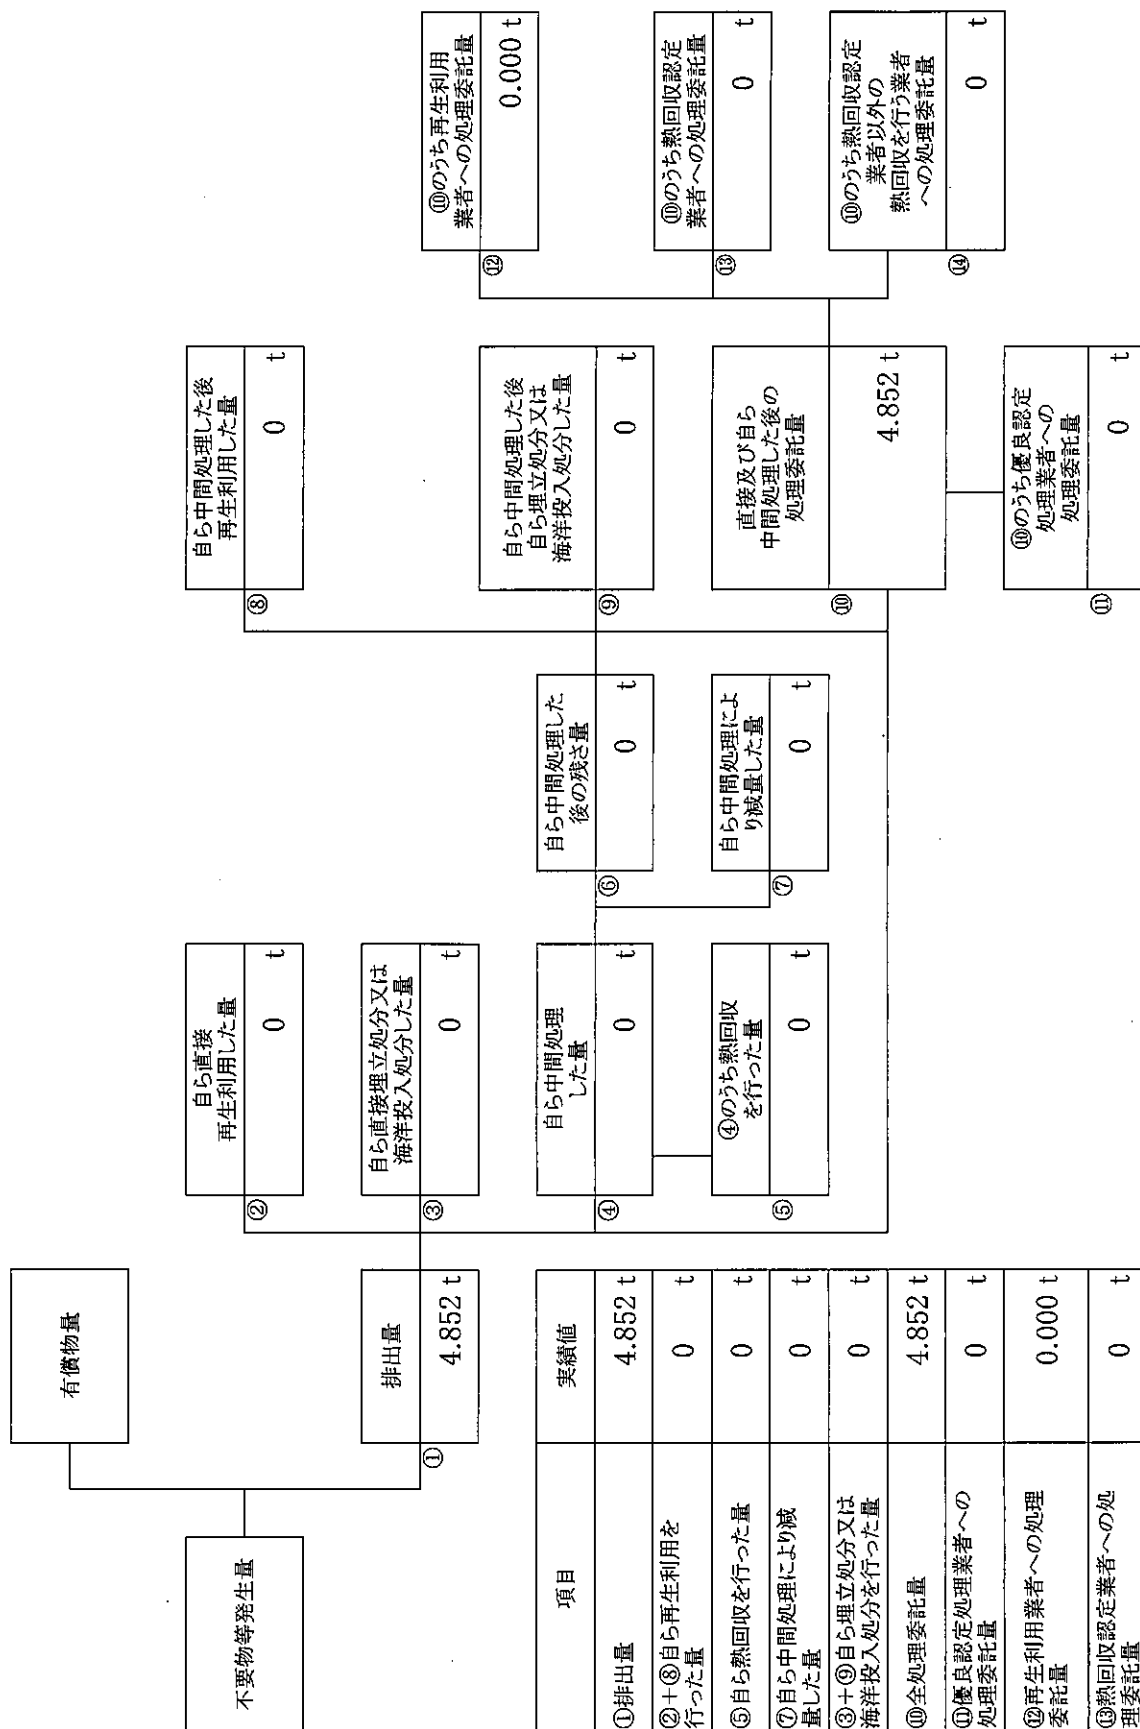 不要物等発生量
有償物量
①
排出量
4.852 t
②
自ら直接
再生利用した量
0 t
③
自ら直接埋立処分又は
海洋投入処分した量
0 t
④
自ら中間処理
した量
0 t
⑤
④のうち熱回収
を行った量
0 t
⑥
自ら中間処理した
後の残さ量
0 t
⑦
自ら中間処理によ
り減量した量
0 t
⑧
自ら中間処理した後
再生利用した量
0 t
⑨
自ら中間処理した後
自ら埋立処分又は
海洋投入処分した量
0 t
⑩
直接及び自ら
中間処理した後の
処理委託量
4.852 t
⑪
⑩のうち優良認定
処理業者への
処理委託量
0 t
⑫
⑩のうち再生利用
業者への処理委託量
0.000 t
⑬
⑩のうち熱回収認定
業者への処理委託量
0 t
⑭
⑩のうち熱回収認定
業者以外の
熱回収を行う業者
への処理委託量
0 t
項目 実績値
①排出量 4.852 t
②+⑧自ら再生利用を
行った量 0 t
⑤自ら熱回収を行った量 0 t
⑦自ら中間処理により減
量した量 0 t
③+⑨自ら埋立処分又は
海洋投入処分を行った量 0 t
⑩全処理委託量 4.852 t
⑪優良認定処理業者への
処理委託量 0 t
⑫再生利用業者への処理
委託量 0.000 t
⑬熱回収認定業者への処
理委託量 0 t